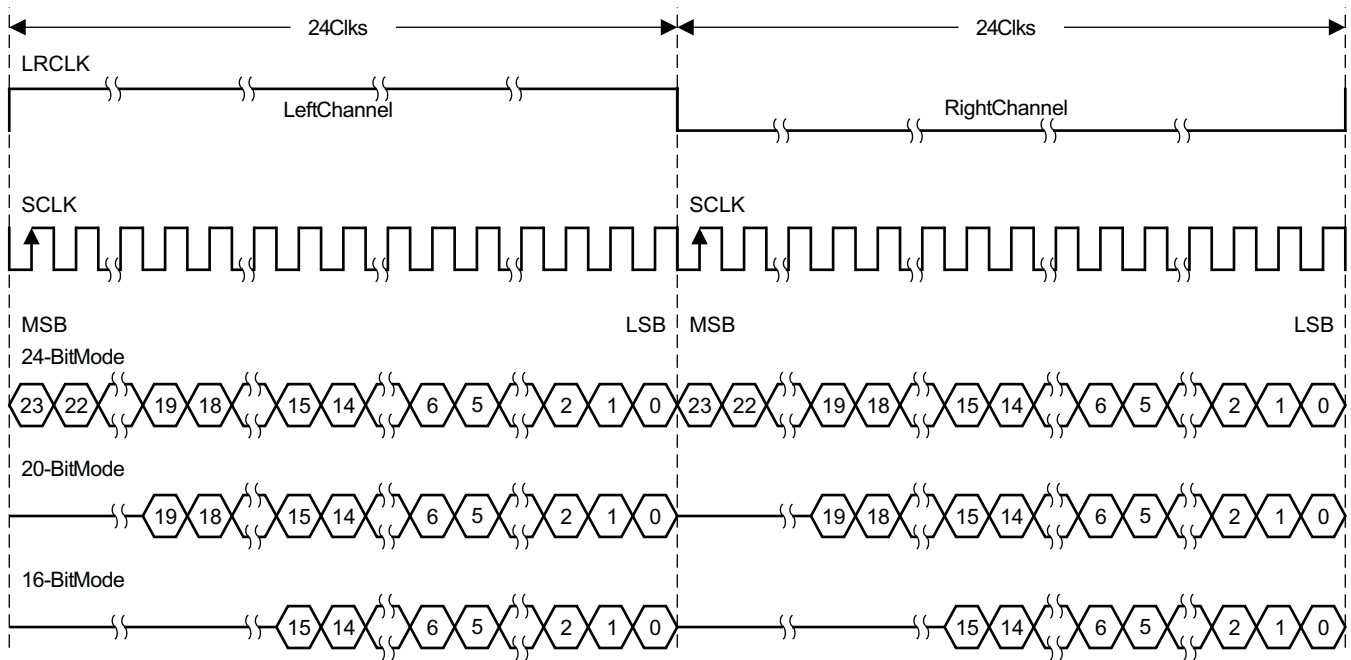 24Clks 24Clks
LRCLK
LeftChannel RightChannel
SCLK SCLK
MSB LSB MSB LSB
24-BitMode
23 22 19 18 15 14 6 5 2 1 0 23 22 19 18 15 14 6 5 2 1 0
20-BitMode
19 18 15 14 6 5 2 1 0 19 18 15 14 6 5 2 1 0
16-BitMode
15 14 6 5 2 1 0 15 14 6 5 2 1 0